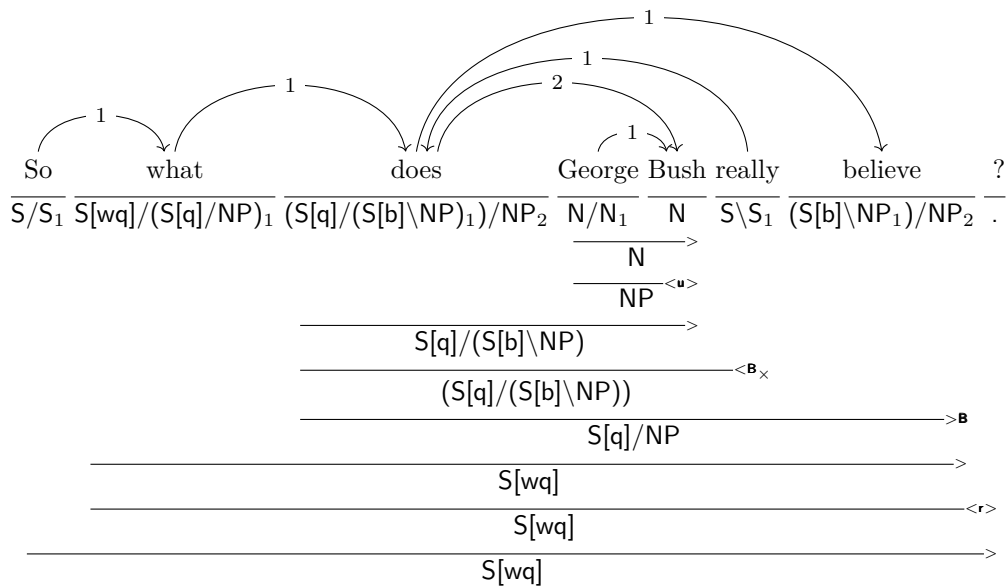 1
1
2
1
1
1
So what does George Bush really believe ?
S/S₁ S[wq]/(S[q]/NP)₁ (S[q]/(S[b]\NP)₁)/NP₂ N/N₁ N S\S₁ (S[b]\NP₁)/NP₂ .
>
N
<u>
NP
>
S[q]/(S[b]\NP)
<B×
(S[q]/(S[b]\NP))
>B
S[q]/NP
>
S[wq]
<r>
S[wq]
>
S[wq]